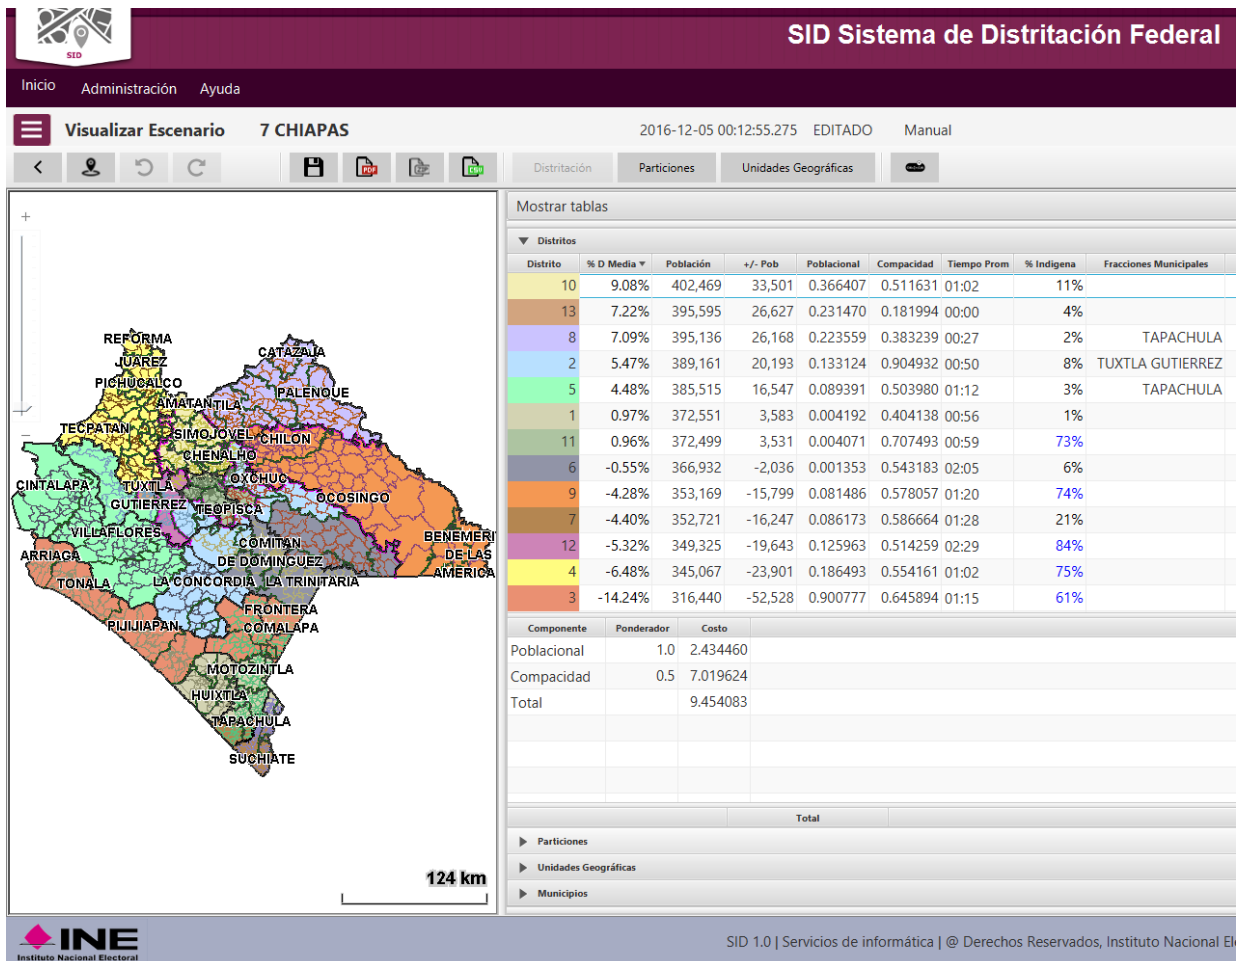 SID
SID Sistema de Distritación Federal
Inicio Administración Ayuda
Visualizar Escenario 7 CHIAPAS 2016-12-05 00:12:55.275 EDITADO Manual
PDF CSV Distritación Particiones Unidades Geográficas
Mostrar tablas
Distritos
Distrito % D Media Población +/- Pob Poblacional Compacidad Tiempo Prom % Indigena Fracciones Municipales
10 9.08% 402,469 33,501 0.366407 0.511631 01:02 11%
13 7.22% 395,595 26,627 0.231470 0.181994 00:00 4%
8 7.09% 395,136 26,168 0.223559 0.383239 00:27 2% TAPACHULA
2 5.47% 389,161 20,193 0.133124 0.904932 00:50 8% TUXTLA GUTIERREZ
5 4.48% 385,515 16,547 0.089391 0.503980 01:12 3% TAPACHULA
1 0.97% 372,551 3,583 0.004192 0.404138 00:56 1%
11 0.96% 372,499 3,531 0.004071 0.707493 00:59 73%
6 -0.55% 366,932 -2,036 0.001353 0.543183 02:05 6%
9 -4.28% 353,169 -15,799 0.081486 0.578057 01:20 74%
7 -4.40% 352,721 -16,247 0.086173 0.586664 01:28 21%
12 -5.32% 349,325 -19,643 0.125963 0.514259 02:29 84%
4 -6.48% 345,067 -23,901 0.186493 0.554161 01:02 75%
3 -14.24% 316,440 -52,528 0.900777 0.645894 01:15 61%
Componente Ponderador Costo
Poblacional 1.0 2.434460
Compacidad 0.5 7.019624
Total 9.454083
Total
Particiones
Unidades Geográficas
Municipios
REFORMA
JUAREZ
CATAZAJA
PICHUCALCO
PALENQUE
AMATAN TILA
TECPATAN
SIMOJOVEL CHILON
CHENALHO
OXCHUC
CINTALAPA TUXTLA
GUTIERREZ
OCOSINGO
TEOPISCA
VILLAFLORES
COMITAN
DE DOMINGUEZ
BENEMERI
DE LAS
AMERICA
ARRIAGA
TONALA LA CONCORDIA LA TRINITARIA
FRONTERA
COMALAPA
PIJIJIAPAN
MOTOZINTLA
HUIXTLA
TAPACHULA
SUCHIATE
124 km
INE
Instituto Nacional Electoral
SID 1.0 | Servicios de informática | @ Derechos Reservados, Instituto Nacional El